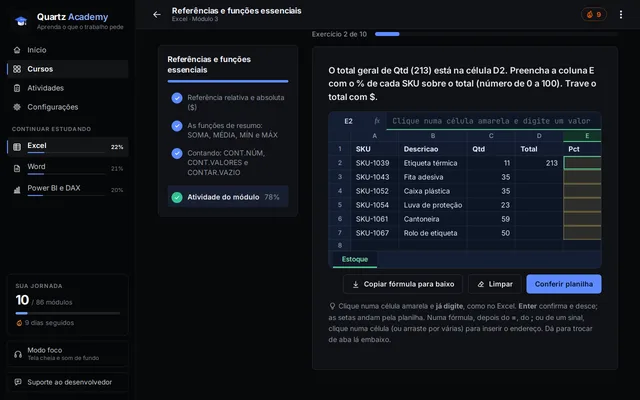 Quartz Academy
Aprenda o que o trabalho pede
Início
Cursos
Atividades
Configurações
CONTINUAR ESTUDANDO
Excel 22%
Word 21%
Power BI e DAX 20%
SUA JORNADA
10 / 86 módulos
9 dias seguidos
Modo foco
Tela cheia e som de fundo
Suporte ao desenvolvedor
Referências e funções essenciais
Excel · Módulo 3
9
Exercício 2 de 10
Referências e funções
essenciais
Referência relativa e absoluta
($)
As funções de resumo:
SOMA, MÉDIA, MÍN e MÁX
Contando: CONT.NÚM,
CONT.VALORES e
CONTAR.VAZIO
Atividade do módulo 78%
O total geral de Qtd (213) está na célula D2. Preencha a coluna E
com o % de cada SKU sobre o total (número de 0 a 100). Trave o
total com $.
E2 fx Clique numa célula amarela e digite um valor
A B C D E
1 SKU Descricao Qtd Total Pct
2 SKU-1039 Etiqueta térmica 11 213
3 SKU-1043 Fita adesiva 35
4 SKU-1052 Caixa plástica 35
5 SKU-1054 Luva de proteção 23
6 SKU-1061 Cantoneira 59
7 SKU-1067 Rolo de etiqueta 50
8
Estoque
Copiar fórmula para baixo
Limpar
Conferir planilha
Clique numa célula amarela e já digite, como no Excel. Enter confirma e desce;
as setas andam pela planilha. Numa fórmula, depois do =, do ; ou de um sinal,
clique numa célula (ou arraste por várias) para inserir o endereço. Dá para trocar
de aba lá embaixo.